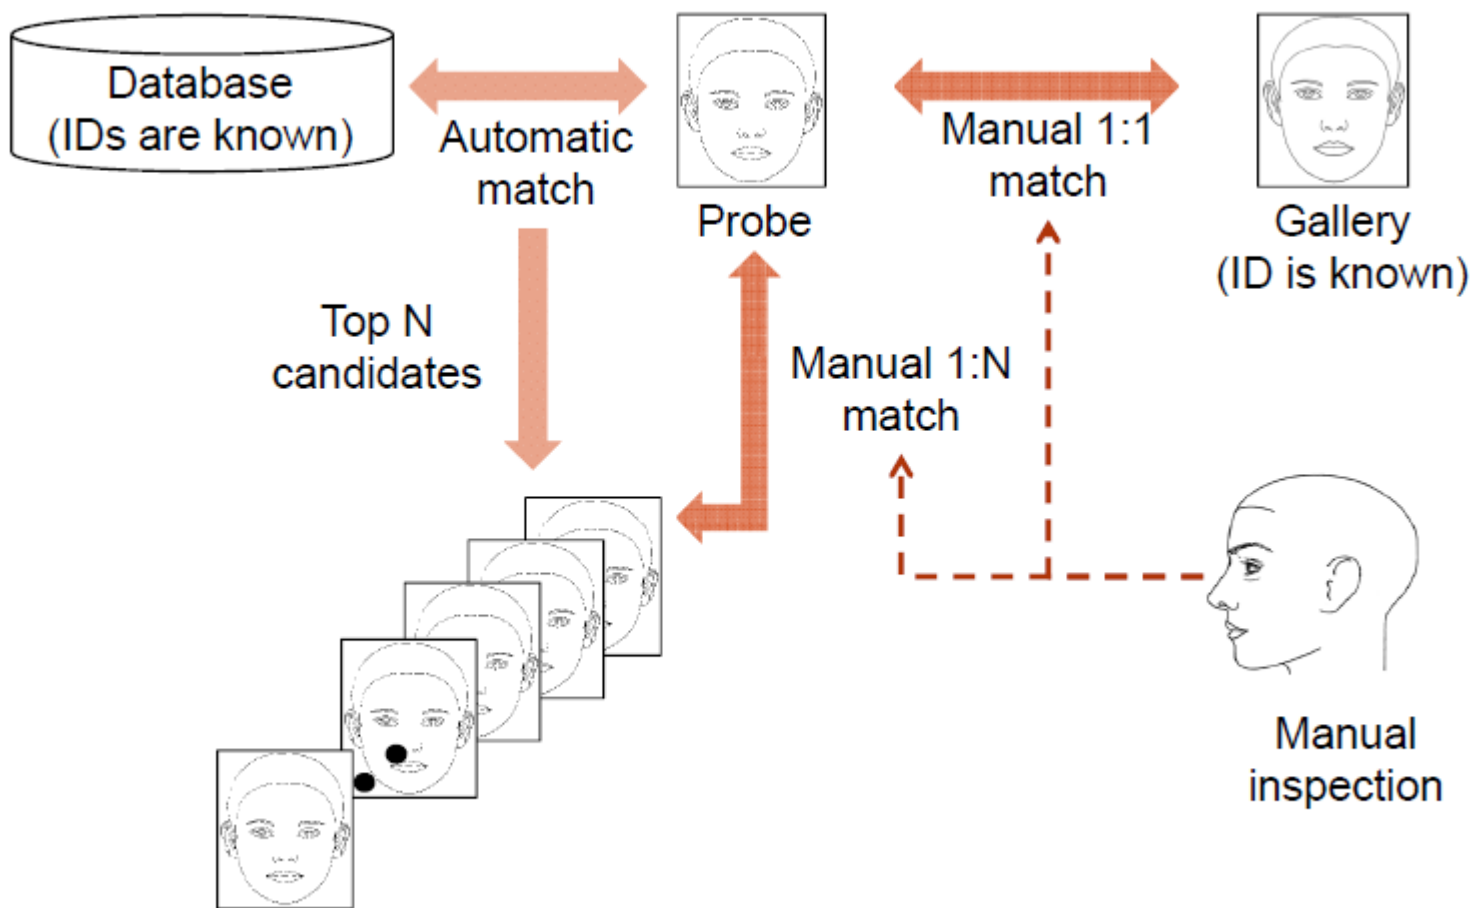 Database
(IDs are known)
Automatic
match
Probe
Manual 1:1
match
Gallery
(ID is known)
Top N
candidates
Manual 1:N
match
Manual
inspection